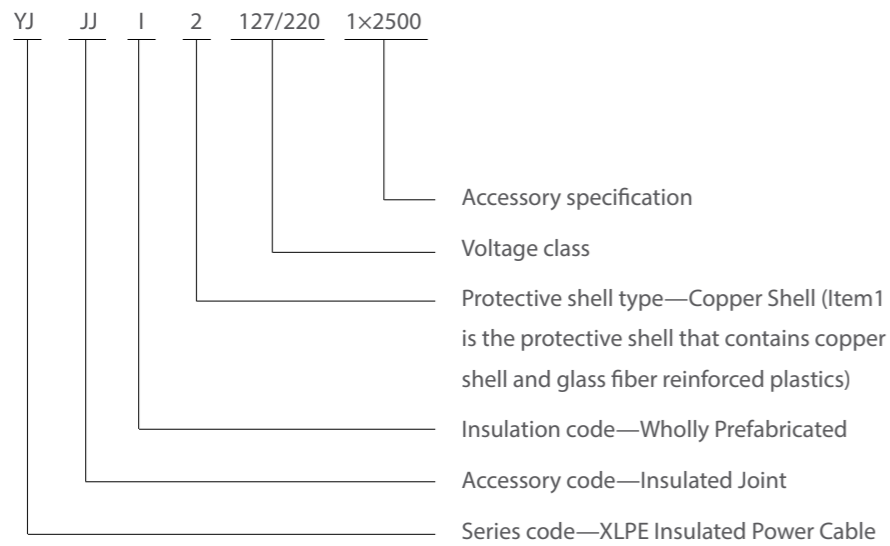 YJ JJ I 2 127/220 1×2500
Accessory specification
Voltage class
Protective shell type—Copper Shell (Item1
is the protective shell that contains copper
shell and glass fiber reinforced plastics)
Insulation code—Wholly Prefabricated
Accessory code—Insulated Joint
Series code—XLPE Insulated Power Cable